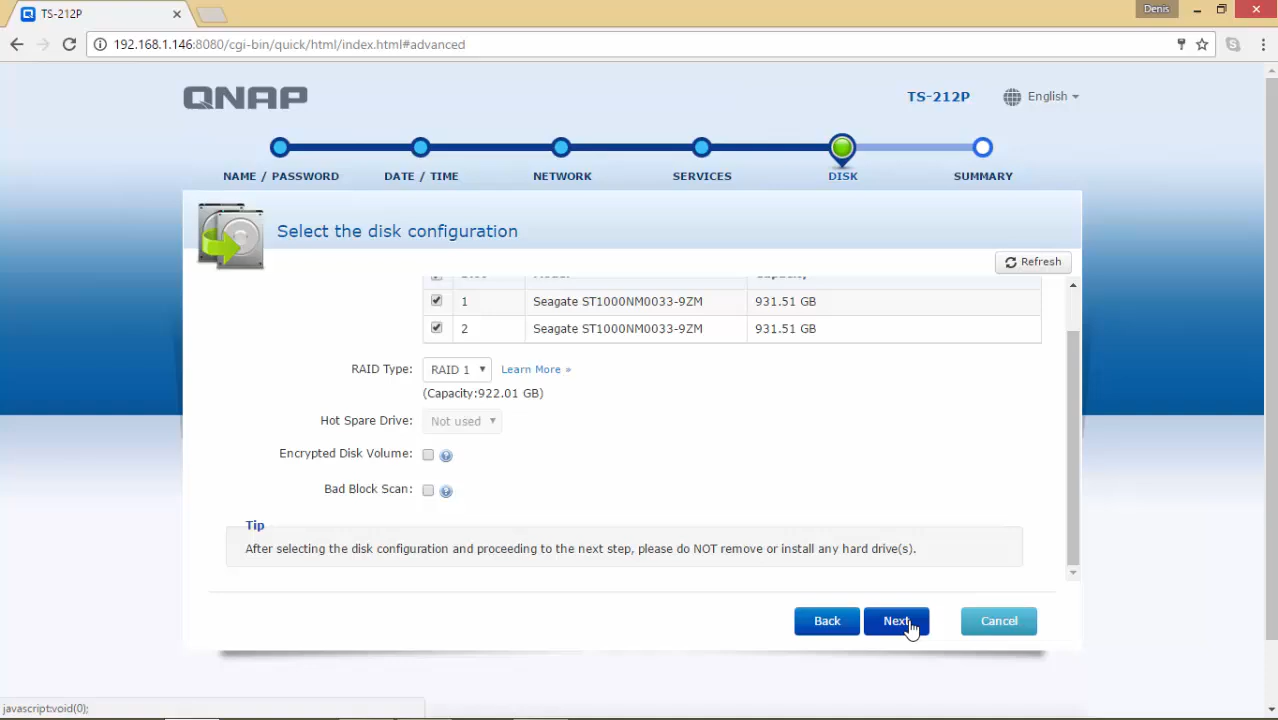 TS-212P
Denis
192.168.1.146:8080/cgi-bin/quick/html/index.html#advanced
QNAP
TS-212P English
NAME / PASSWORD DATE / TIME NETWORK SERVICES DISK SUMMARY
Select the disk configuration
Refresh
1 Seagate ST1000NM0033-9ZM 931.51 GB
2 Seagate ST1000NM0033-9ZM 931.51 GB
RAID Type: RAID 1 Learn More »
(Capacity:922.01 GB)
Hot Spare Drive: Not used
Encrypted Disk Volume:
Bad Block Scan:
Tip
After selecting the disk configuration and proceeding to the next step, please do NOT remove or install any hard drive(s).
Back Next Cancel
javascript:void(0);